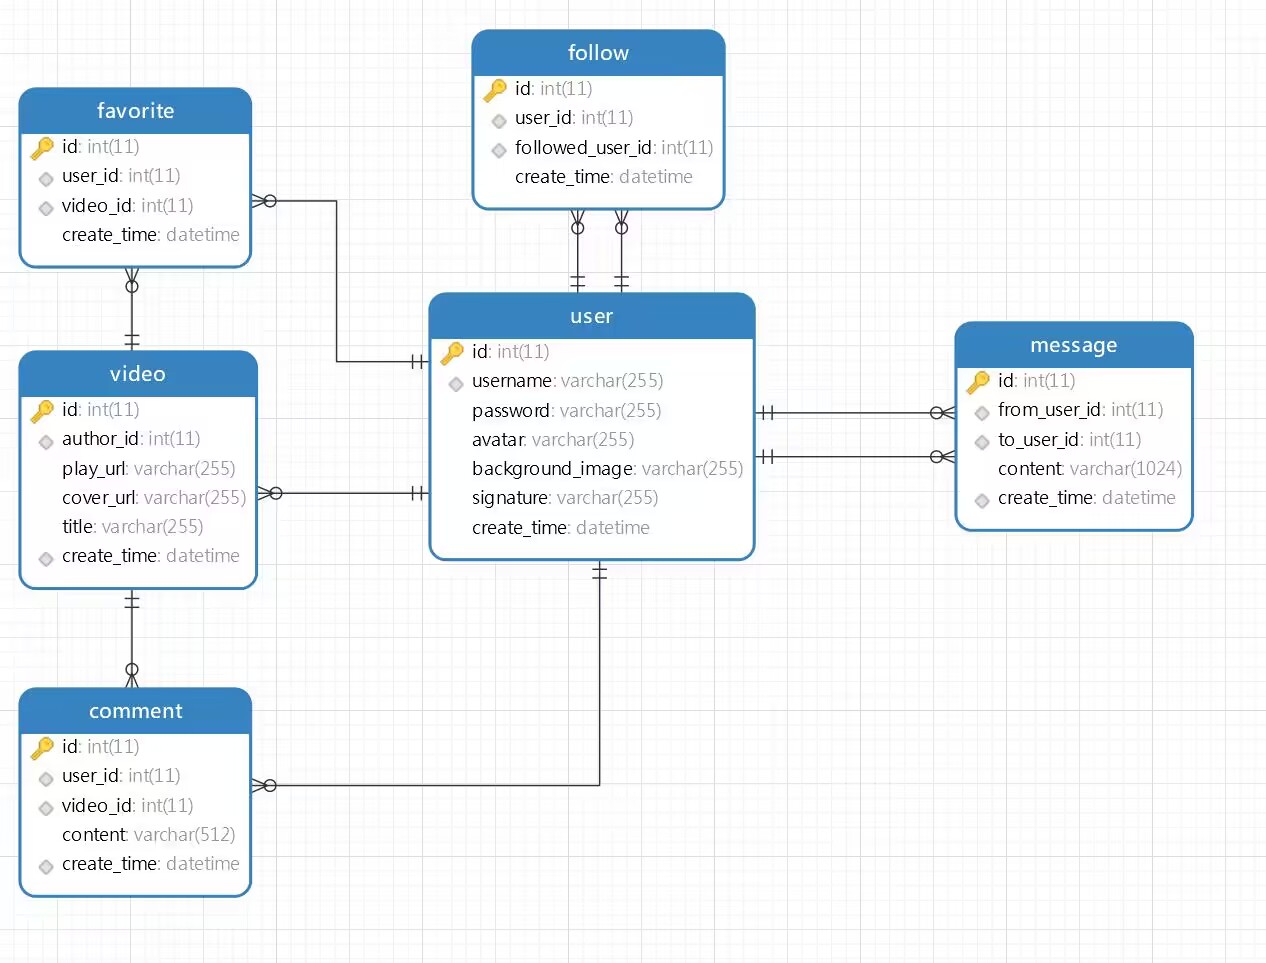 follow
id: int(11)
user_id: int(11)
followed_user_id: int(11)
create_time: datetime
favorite
id: int(11)
user_id: int(11)
video_id: int(11)
create_time: datetime
user
id: int(11)
username: varchar(255)
password: varchar(255)
avatar: varchar(255)
background_image: varchar(255)
signature: varchar(255)
create_time: datetime
message
id: int(11)
from_user_id: int(11)
to_user_id: int(11)
content: varchar(1024)
create_time: datetime
video
id: int(11)
author_id: int(11)
play_url: varchar(255)
cover_url: varchar(255)
title: varchar(255)
create_time: datetime
comment
id: int(11)
user_id: int(11)
video_id: int(11)
content: varchar(512)
create_time: datetime